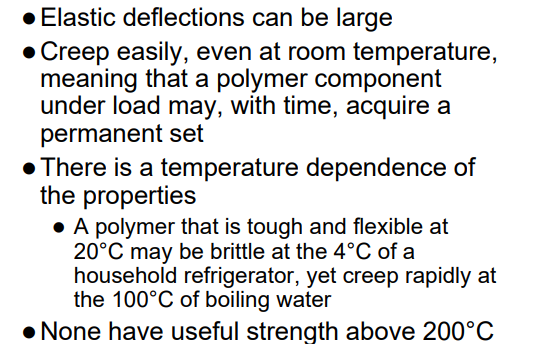 ● Elastic deflections can be large
● Creep easily, even at room temperature,
meaning that a polymer component
under load may, with time, acquire a
permanent set
● There is a temperature dependence of
the properties
● A polymer that is tough and flexible at
20°C may be brittle at the 4°C of a
household refrigerator, yet creep rapidly at
the 100°C of boiling water
● None have useful strength above 200°C